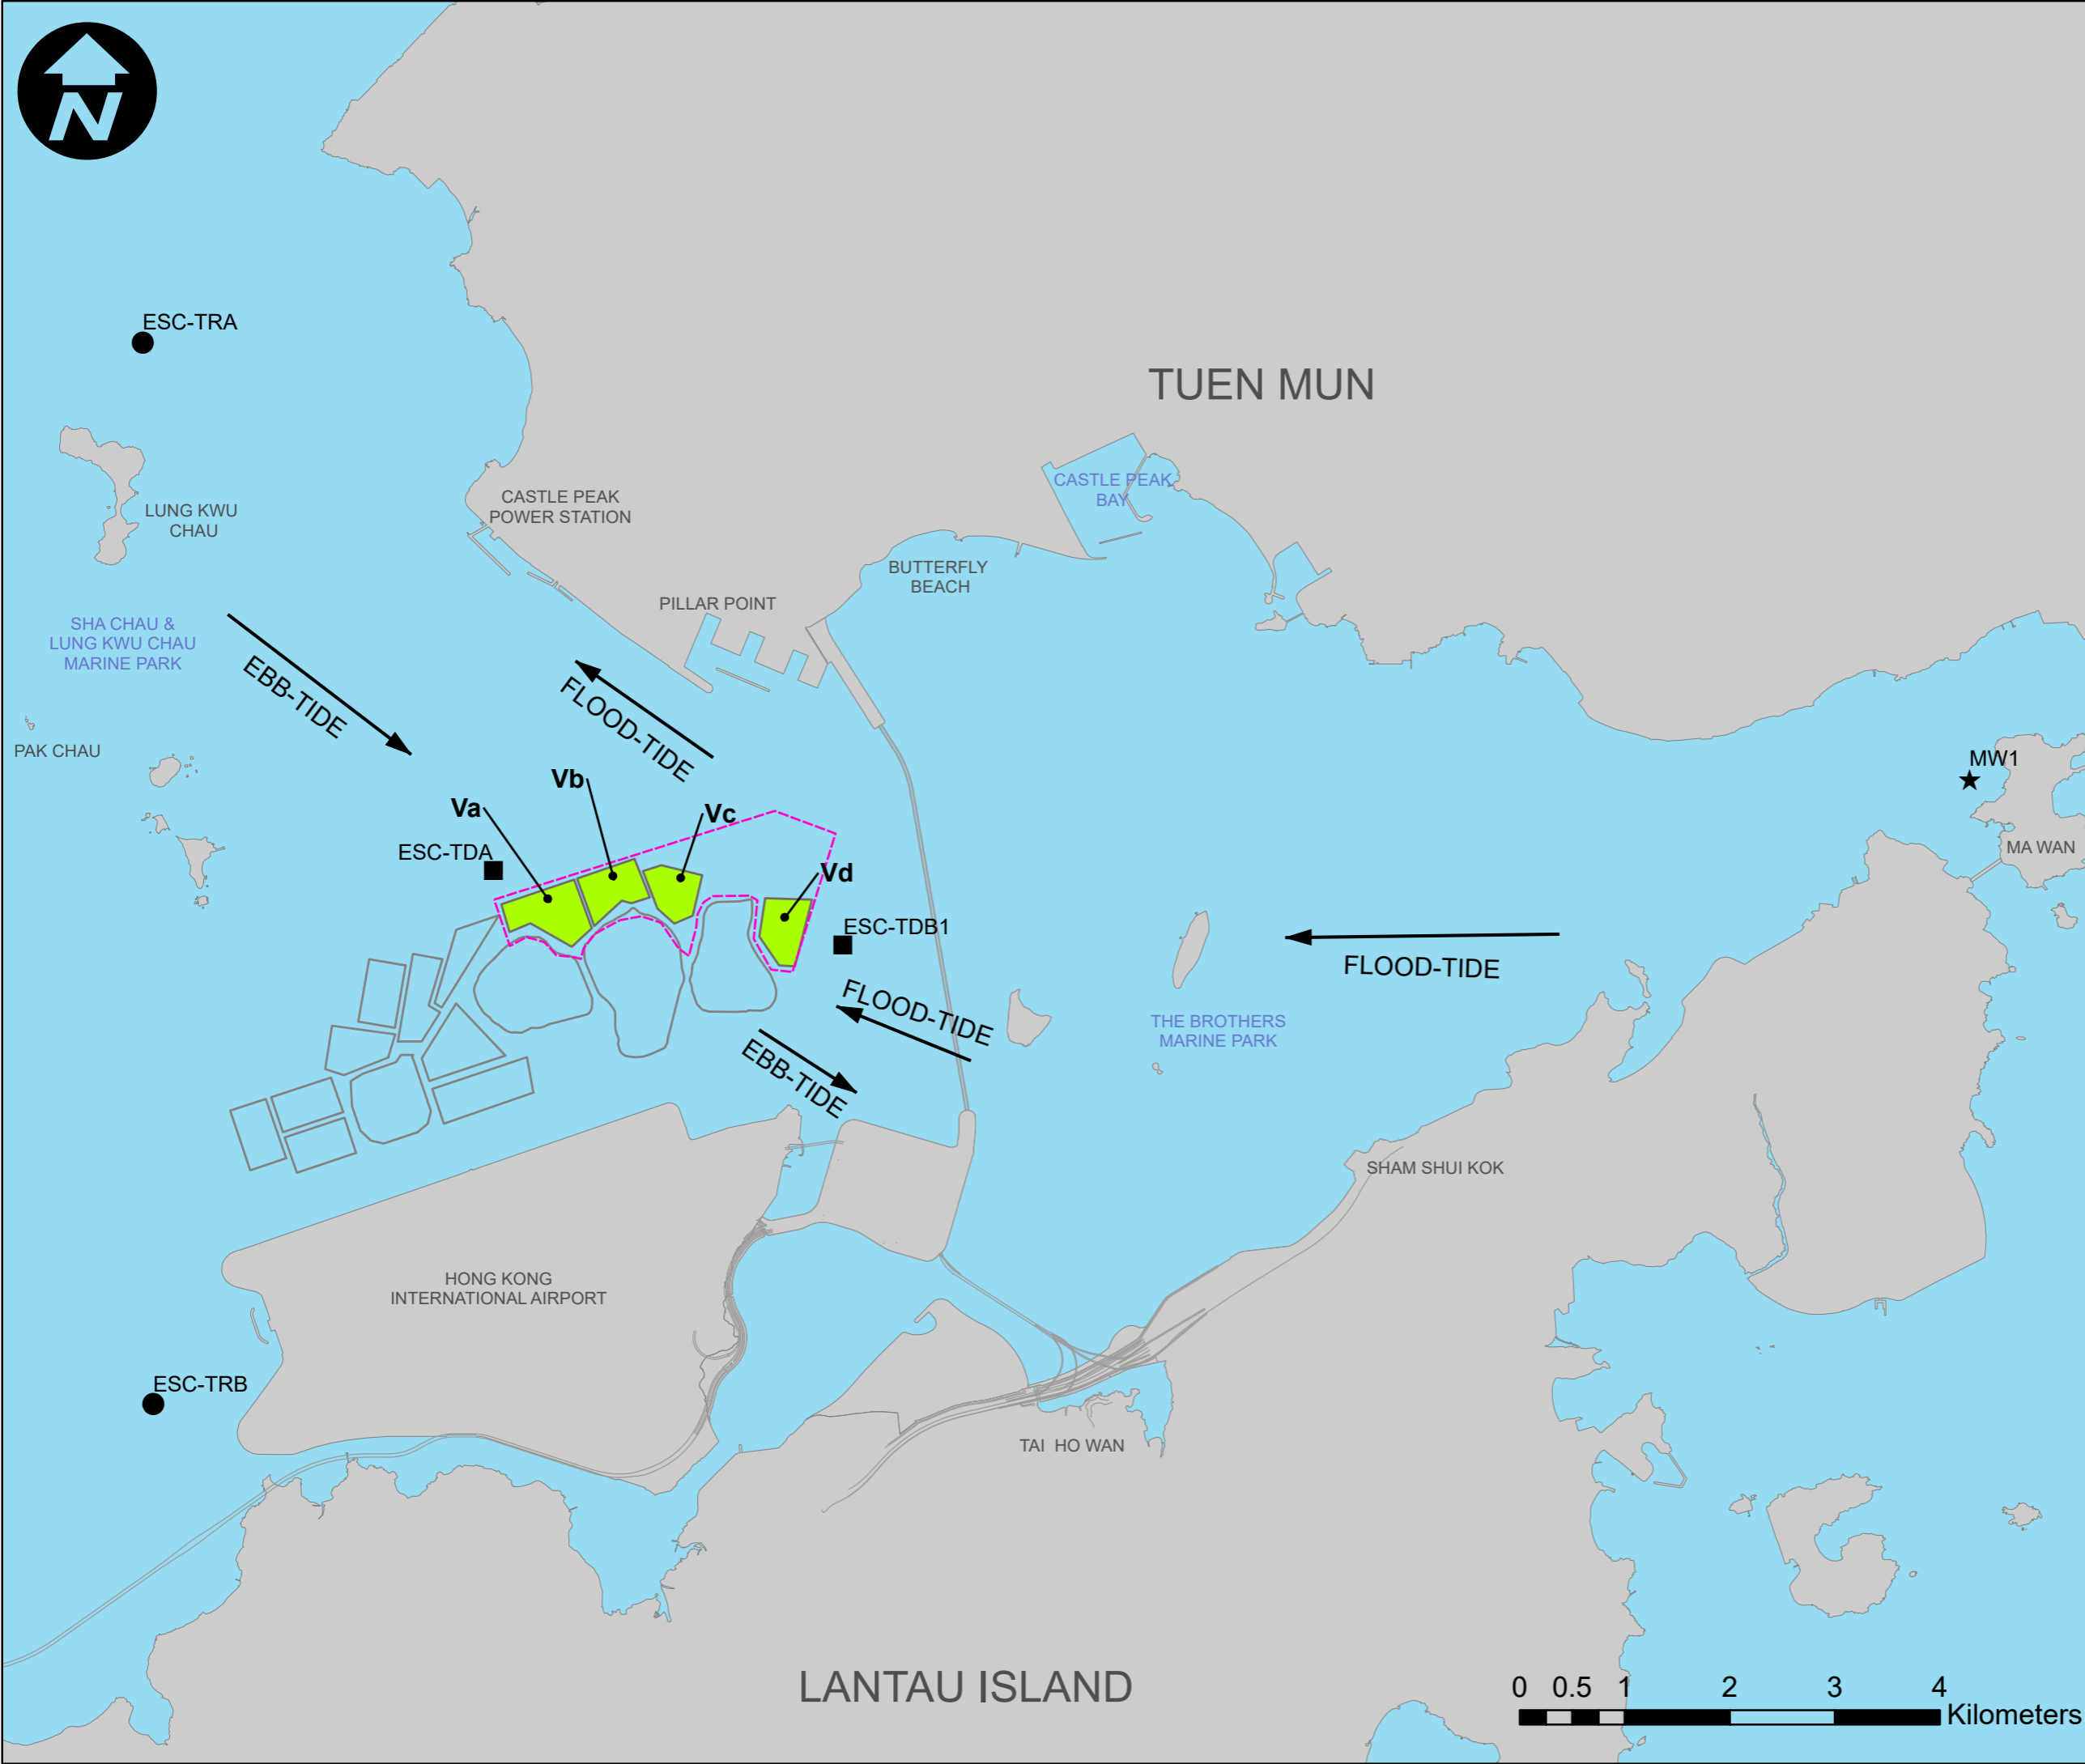 N
ESC-TRA
TUEN MUN
CASTLE PEAK
BAY
CASTLE PEAK
POWER STATION
LUNG KWU
CHAU
BUTTERFLY
BEACH
PILLAR POINT
SHA CHAU &
LUNG KWU CHAU
MARINE PARK
EBB-TIDE
FLOOD-TIDE
PAK CHAU
MW1
Vb
Va
Vc
ESC-TDA
MA WAN
Vd
ESC-TDB1
FLOOD-TIDE
FLOOD-TIDE
THE BROTHERS
MARINE PARK
EBB-TIDE
SHAM SHUI KOK
HONG KONG
INTERNATIONAL AIRPORT
ESC-TRB
TAI HO WAN
LANTAU ISLAND
0 0.5 1 2 3 4
Kilometers